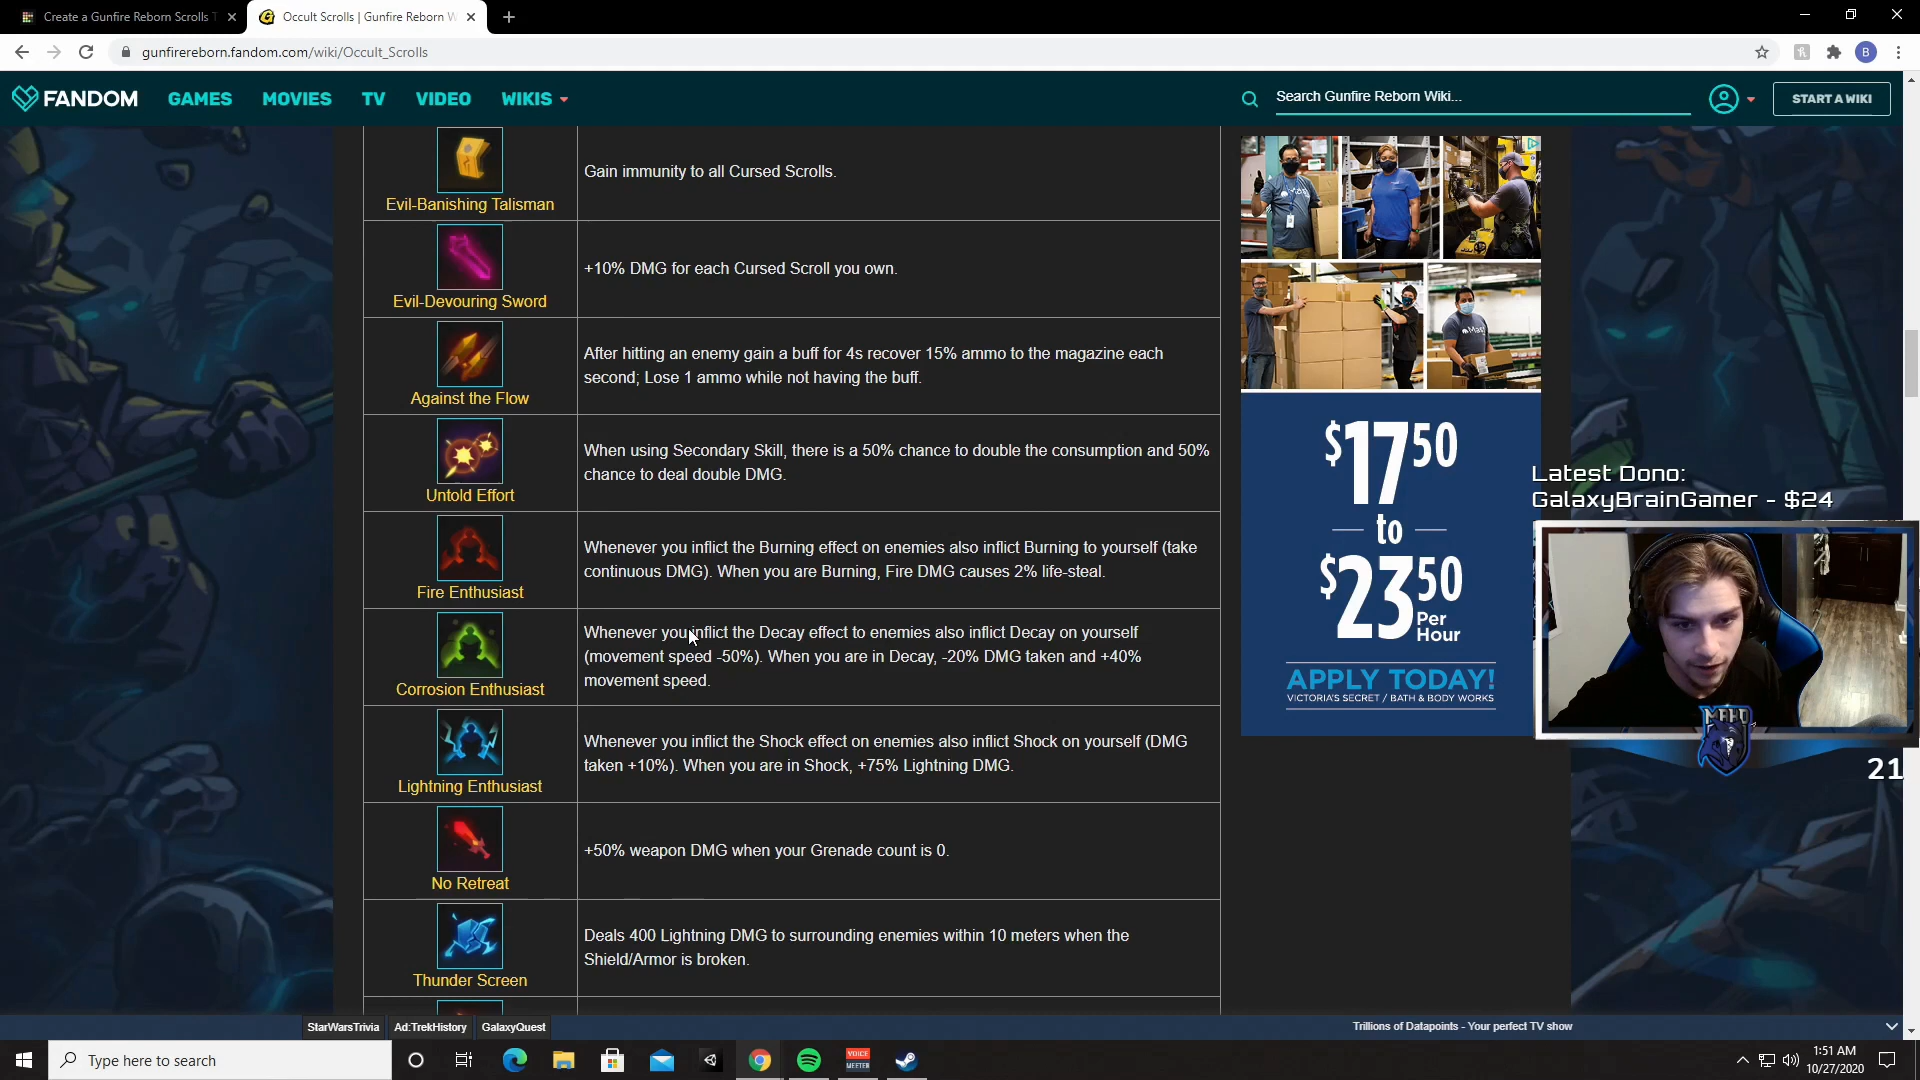 Create a Gunfire Reborn Scrolls T
Occult Scrolls | Gunfire Reborn W
gunfirereborn.fandom.com/wiki/Occult_Scrolls
B
FANDOM
GAMES
MOVIES
TV
VIDEO
WIKIS
Search Gunfire Reborn Wiki...
START A WIKI
Evil-Banishing Talisman
Gain immunity to all Cursed Scrolls.
Evil-Devouring Sword
+10% DMG for each Cursed Scroll you own.
Against the Flow
After hitting an enemy gain a buff for 4s recover 15% ammo to the magazine each
second; Lose 1 ammo while not having the buff.
Untold Effort
When using Secondary Skill, there is a 50% chance to double the consumption and 50%
chance to deal double DMG.
Fire Enthusiast
Whenever you inflict the Burning effect on enemies also inflict Burning to yourself (take
continuous DMG). When you are Burning, Fire DMG causes 2% life-steal.
Corrosion Enthusiast
Whenever you inflict the Decay effect to enemies also inflict Decay on yourself
(movement speed -50%). When you are in Decay, -20% DMG taken and +40%
movement speed.
Lightning Enthusiast
Whenever you inflict the Shock effect on enemies also inflict Shock on yourself (DMG
taken +10%). When you are in Shock, +75% Lightning DMG.
No Retreat
+50% weapon DMG when your Grenade count is 0.
Thunder Screen
Deals 400 Lightning DMG to surrounding enemies within 10 meters when the
Shield/Armor is broken.
$17 50
to
$23 50
Per
Hour
APPLY TODAY!
VICTORIA'S SECRET / BATH & BODY WORKS
Latest Dono:
GalaxyBrainGamer - $24
21
StarWarsTrivia
Ad:TrekHistory
GalaxyQuest
Trillions of Datapoints - Your perfect TV show
Type here to search
VOICE
MEETER
1:51 AM
10/27/2020